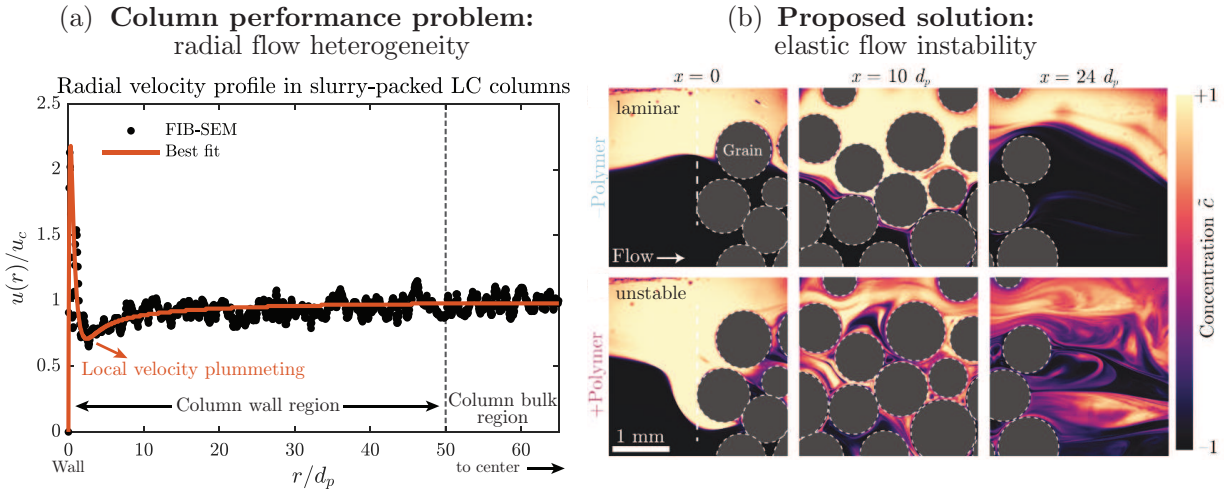 (a) Column performance problem:
radial flow heterogeneity
Radial velocity profile in slurry-packed LC columns
FIB-SEM
Best fit
u(r)/u_c
2.5
2
1.5
1
0.5
0
Local velocity plummeting
Column wall region
Column bulk
region
0 10 20 30 40 50 60
Wall
r/d_p
to center
(b) Proposed solution:
elastic flow instability
x = 0
x = 10 d_p
x = 24 d_p
−Polymer
laminar
Grain
Flow
+Polymer
unstable
1 mm
+1
Concentration c̃
−1